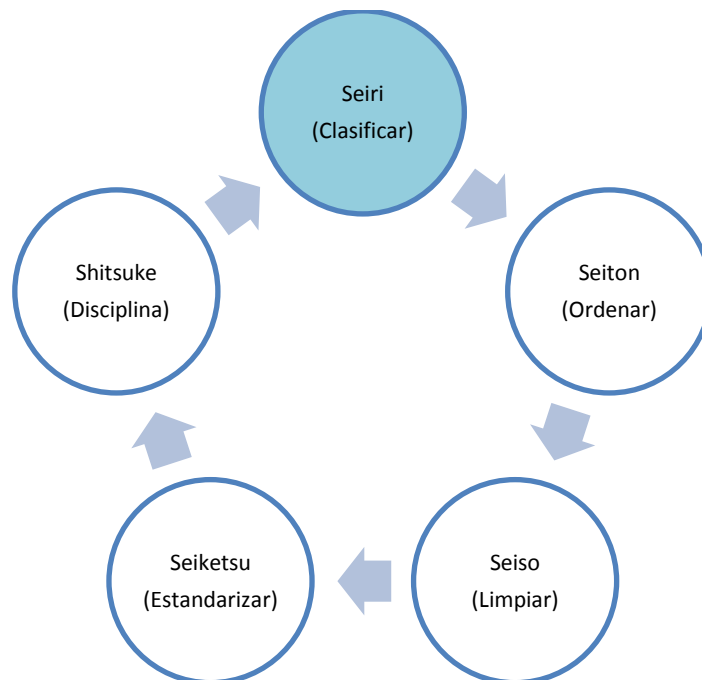 Seiri
(Clasificar)
Seiton
(Ordenar)
Seiso
(Limpiar)
Seiketsu
(Estandarizar)
Shitsuke
(Disciplina)